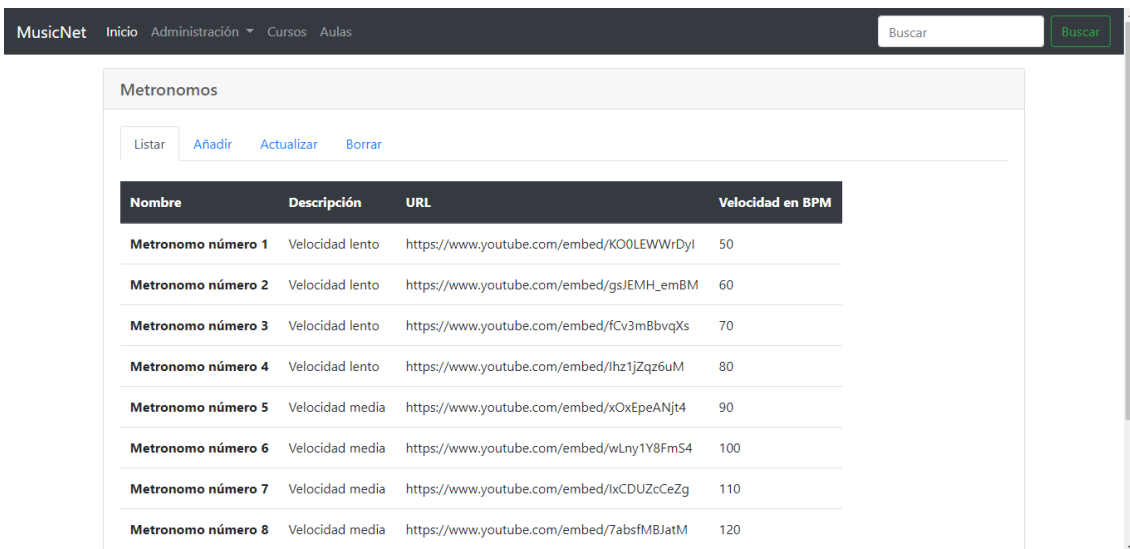 MusicNet Inicio Administración Cursos Aulas Buscar Buscar
Metronomos
Listar Añadir Actualizar Borrar
Nombre Descripción URL Velocidad en BPM
Metronomo número 1 Velocidad lento https://www.youtube.com/embed/KO0LEWWrDyI 50
Metronomo número 2 Velocidad lento https://www.youtube.com/embed/gsJEMH_emBM 60
Metronomo número 3 Velocidad lento https://www.youtube.com/embed/fCv3mBbvqXs 70
Metronomo número 4 Velocidad lento https://www.youtube.com/embed/Ihz1jZqz6uM 80
Metronomo número 5 Velocidad media https://www.youtube.com/embed/xOxEpeANjt4 90
Metronomo número 6 Velocidad media https://www.youtube.com/embed/wLny1Y8FmS4 100
Metronomo número 7 Velocidad media https://www.youtube.com/embed/IxCDUZcCeZg 110
Metronomo número 8 Velocidad media https://www.youtube.com/embed/7absfMBJatM 120